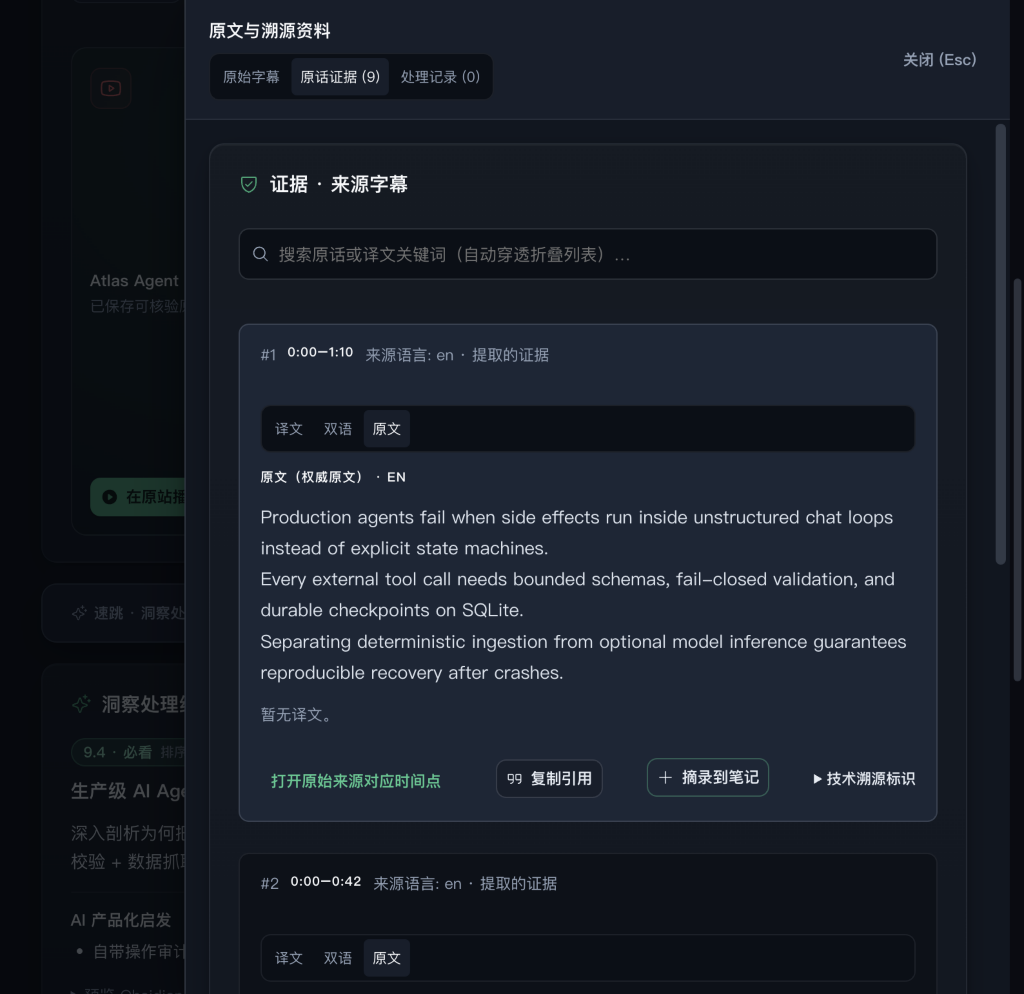 原文与溯源资料
关闭 (Esc)
原始字幕 原话证据 (9) 处理记录 (0)
证据 · 来源字幕
搜索原话或译文关键词（自动穿透折叠列表）…
#1 0:00–1:10 来源语言: en · 提取的证据
译文 双语 原文
原文（权威原文） · EN
Production agents fail when side effects run inside unstructured chat loops
instead of explicit state machines.
Every external tool call needs bounded schemas, fail-closed validation, and
durable checkpoints on SQLite.
Separating deterministic ingestion from optional model inference guarantees
reproducible recovery after crashes.
暂无译文。
打开原始来源对应时间点 复制引用 摘录到笔记 技术溯源标识
#2 0:00–0:42 来源语言: en · 提取的证据
译文 双语 原文
Atlas Agent
已保存可核验
在原站
速跳 · 洞察处
洞察处理
9.4 · 必看 排序
生产级 AI Age
深入剖析为何
校验 + 数据抓
AI 产品化启发
• 自带操作审计